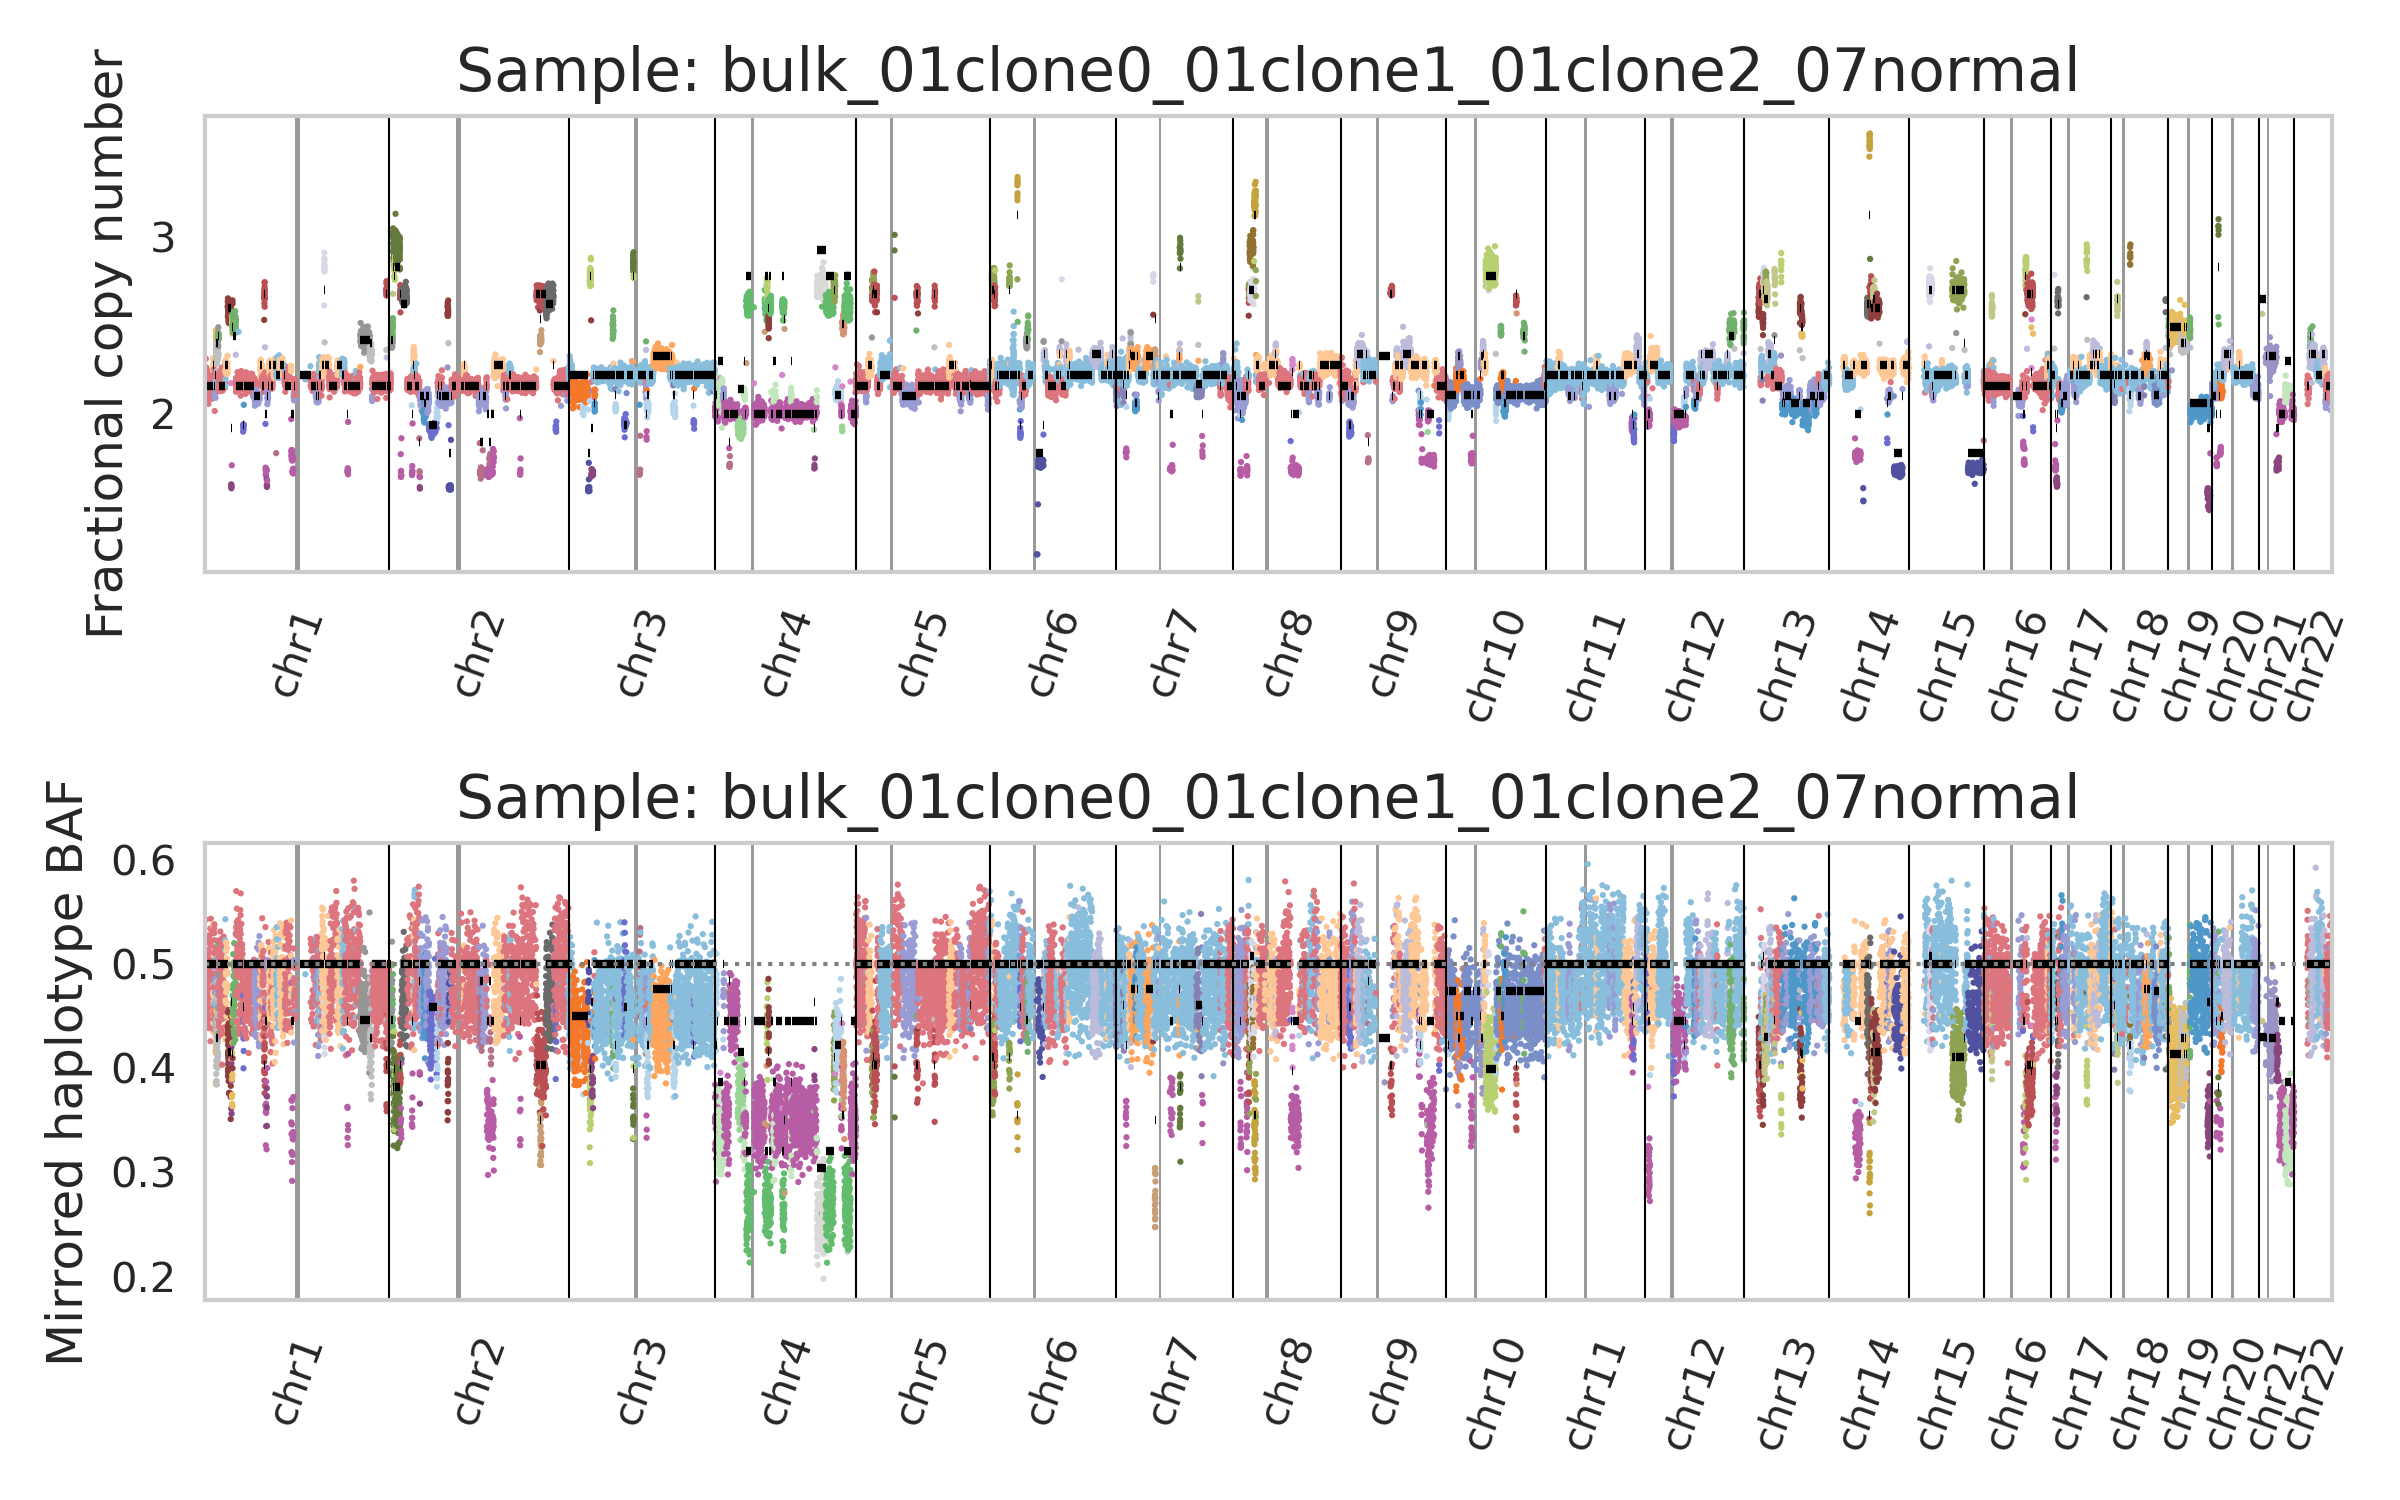 Sample: bulk_01clone0_01clone1_01clone2_07normal
Fractional copy number
3
2
chr1
chr2
chr3
chr4
chr5
chr6
chr7
chr8
chr9
chr10
chr11
chr12
chr13
chr14
chr15
chr16
chr17
chr18
chr19
chr20
chr21
chr22
Sample: bulk_01clone0_01clone1_01clone2_07normal
Mirrored haplotype BAF
0.6
0.5
0.4
0.3
0.2
chr1
chr2
chr3
chr4
chr5
chr6
chr7
chr8
chr9
chr10
chr11
chr12
chr13
chr14
chr15
chr16
chr17
chr18
chr19
chr20
chr21
chr22